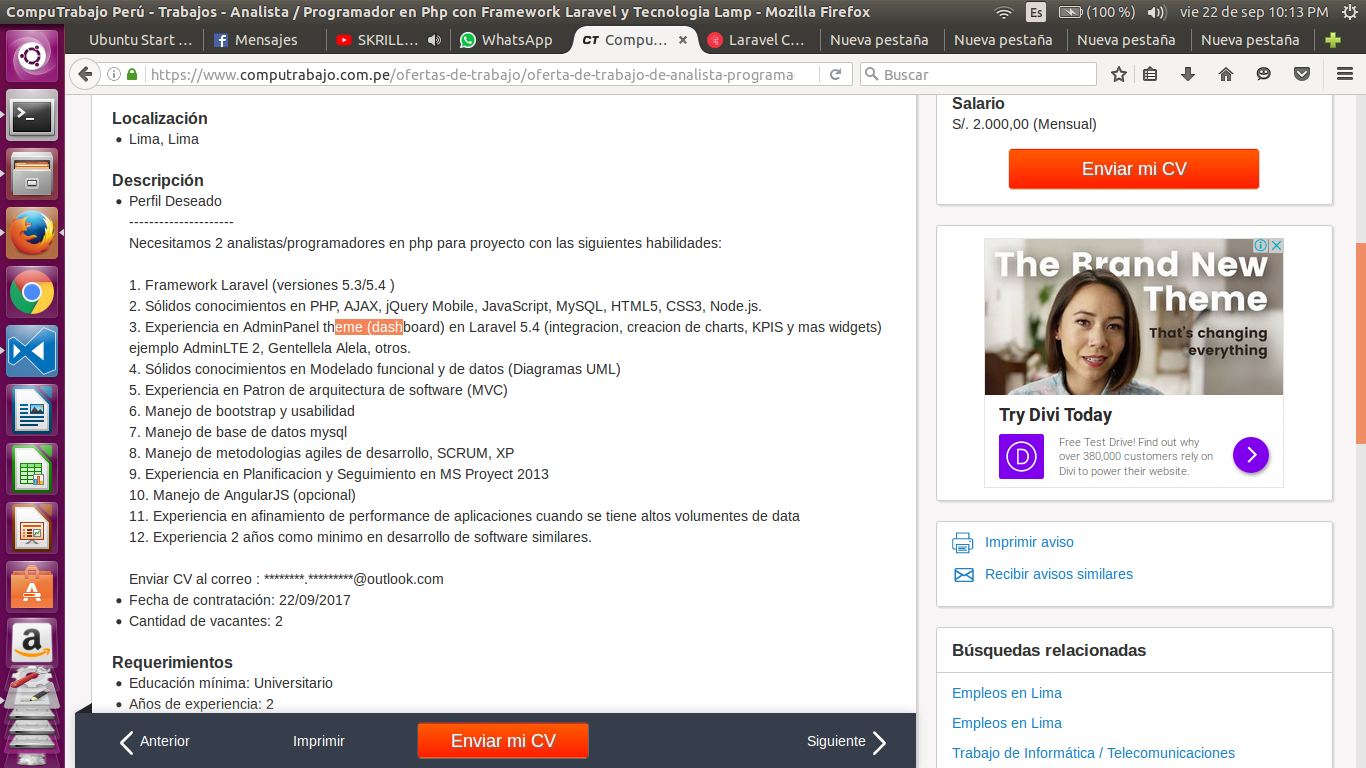 CompuTrabajo Perú - Trabajos - Analista / Programador en Php con Framework Laravel y Tecnologia Lamp - Mozilla Firefox
Es
(100 %)
vie 22 de sep 10:13 PM
Ubuntu Start ...
Mensajes
SKRILL...
WhatsApp
CT Compu...
Laravel C...
Nueva pestaña
Nueva pestaña
Nueva pestaña
Nueva pestaña
https://www.computrabajo.com.pe/ofertas-de-trabajo/oferta-de-trabajo-de-analista-programa
Buscar
Localización
Lima, Lima
Descripción
Perfil Deseado
---------------------
Necesitamos 2 analistas/programadores en php para proyecto con las siguientes habilidades:
1. Framework Laravel (versiones 5.3/5.4 )
2. Sólidos conocimientos en PHP, AJAX, jQuery Mobile, JavaScript, MySQL, HTML5, CSS3, Node.js.
3. Experiencia en AdminPanel theme (dashboard) en Laravel 5.4 (integracion, creacion de charts, KPIS y mas widgets)
ejemplo AdminLTE 2, Gentellela Alela, otros.
4. Sólidos conocimientos en Modelado funcional y de datos (Diagramas UML)
5. Experiencia en Patron de arquitectura de software (MVC)
6. Manejo de bootstrap y usabilidad
7. Manejo de base de datos mysql
8. Manejo de metodologias agiles de desarrollo, SCRUM, XP
9. Experiencia en Planificacion y Seguimiento en MS Proyect 2013
10. Manejo de AngularJS (opcional)
11. Experiencia en afinamiento de performance de aplicaciones cuando se tiene altos volumentes de data
12. Experiencia 2 años como minimo en desarrollo de software similares.
Enviar CV al correo : ********.*********@outlook.com
Fecha de contratación: 22/09/2017
Cantidad de vacantes: 2
Requerimientos
Educación mínima: Universitario
Años de experiencia: 2
Anterior
Imprimir
Enviar mi CV
Siguiente
Salario
S/. 2.000,00 (Mensual)
Enviar mi CV
The Brand New
Theme
That's changing
everything
Try Divi Today
D
Free Test Drive! Find out why
over 380,000 customers rely on
Divi to power their website.
Imprimir aviso
Recibir avisos similares
Búsquedas relacionadas
Empleos en Lima
Empleos en Lima
Trabajo de Informática / Telecomunicaciones